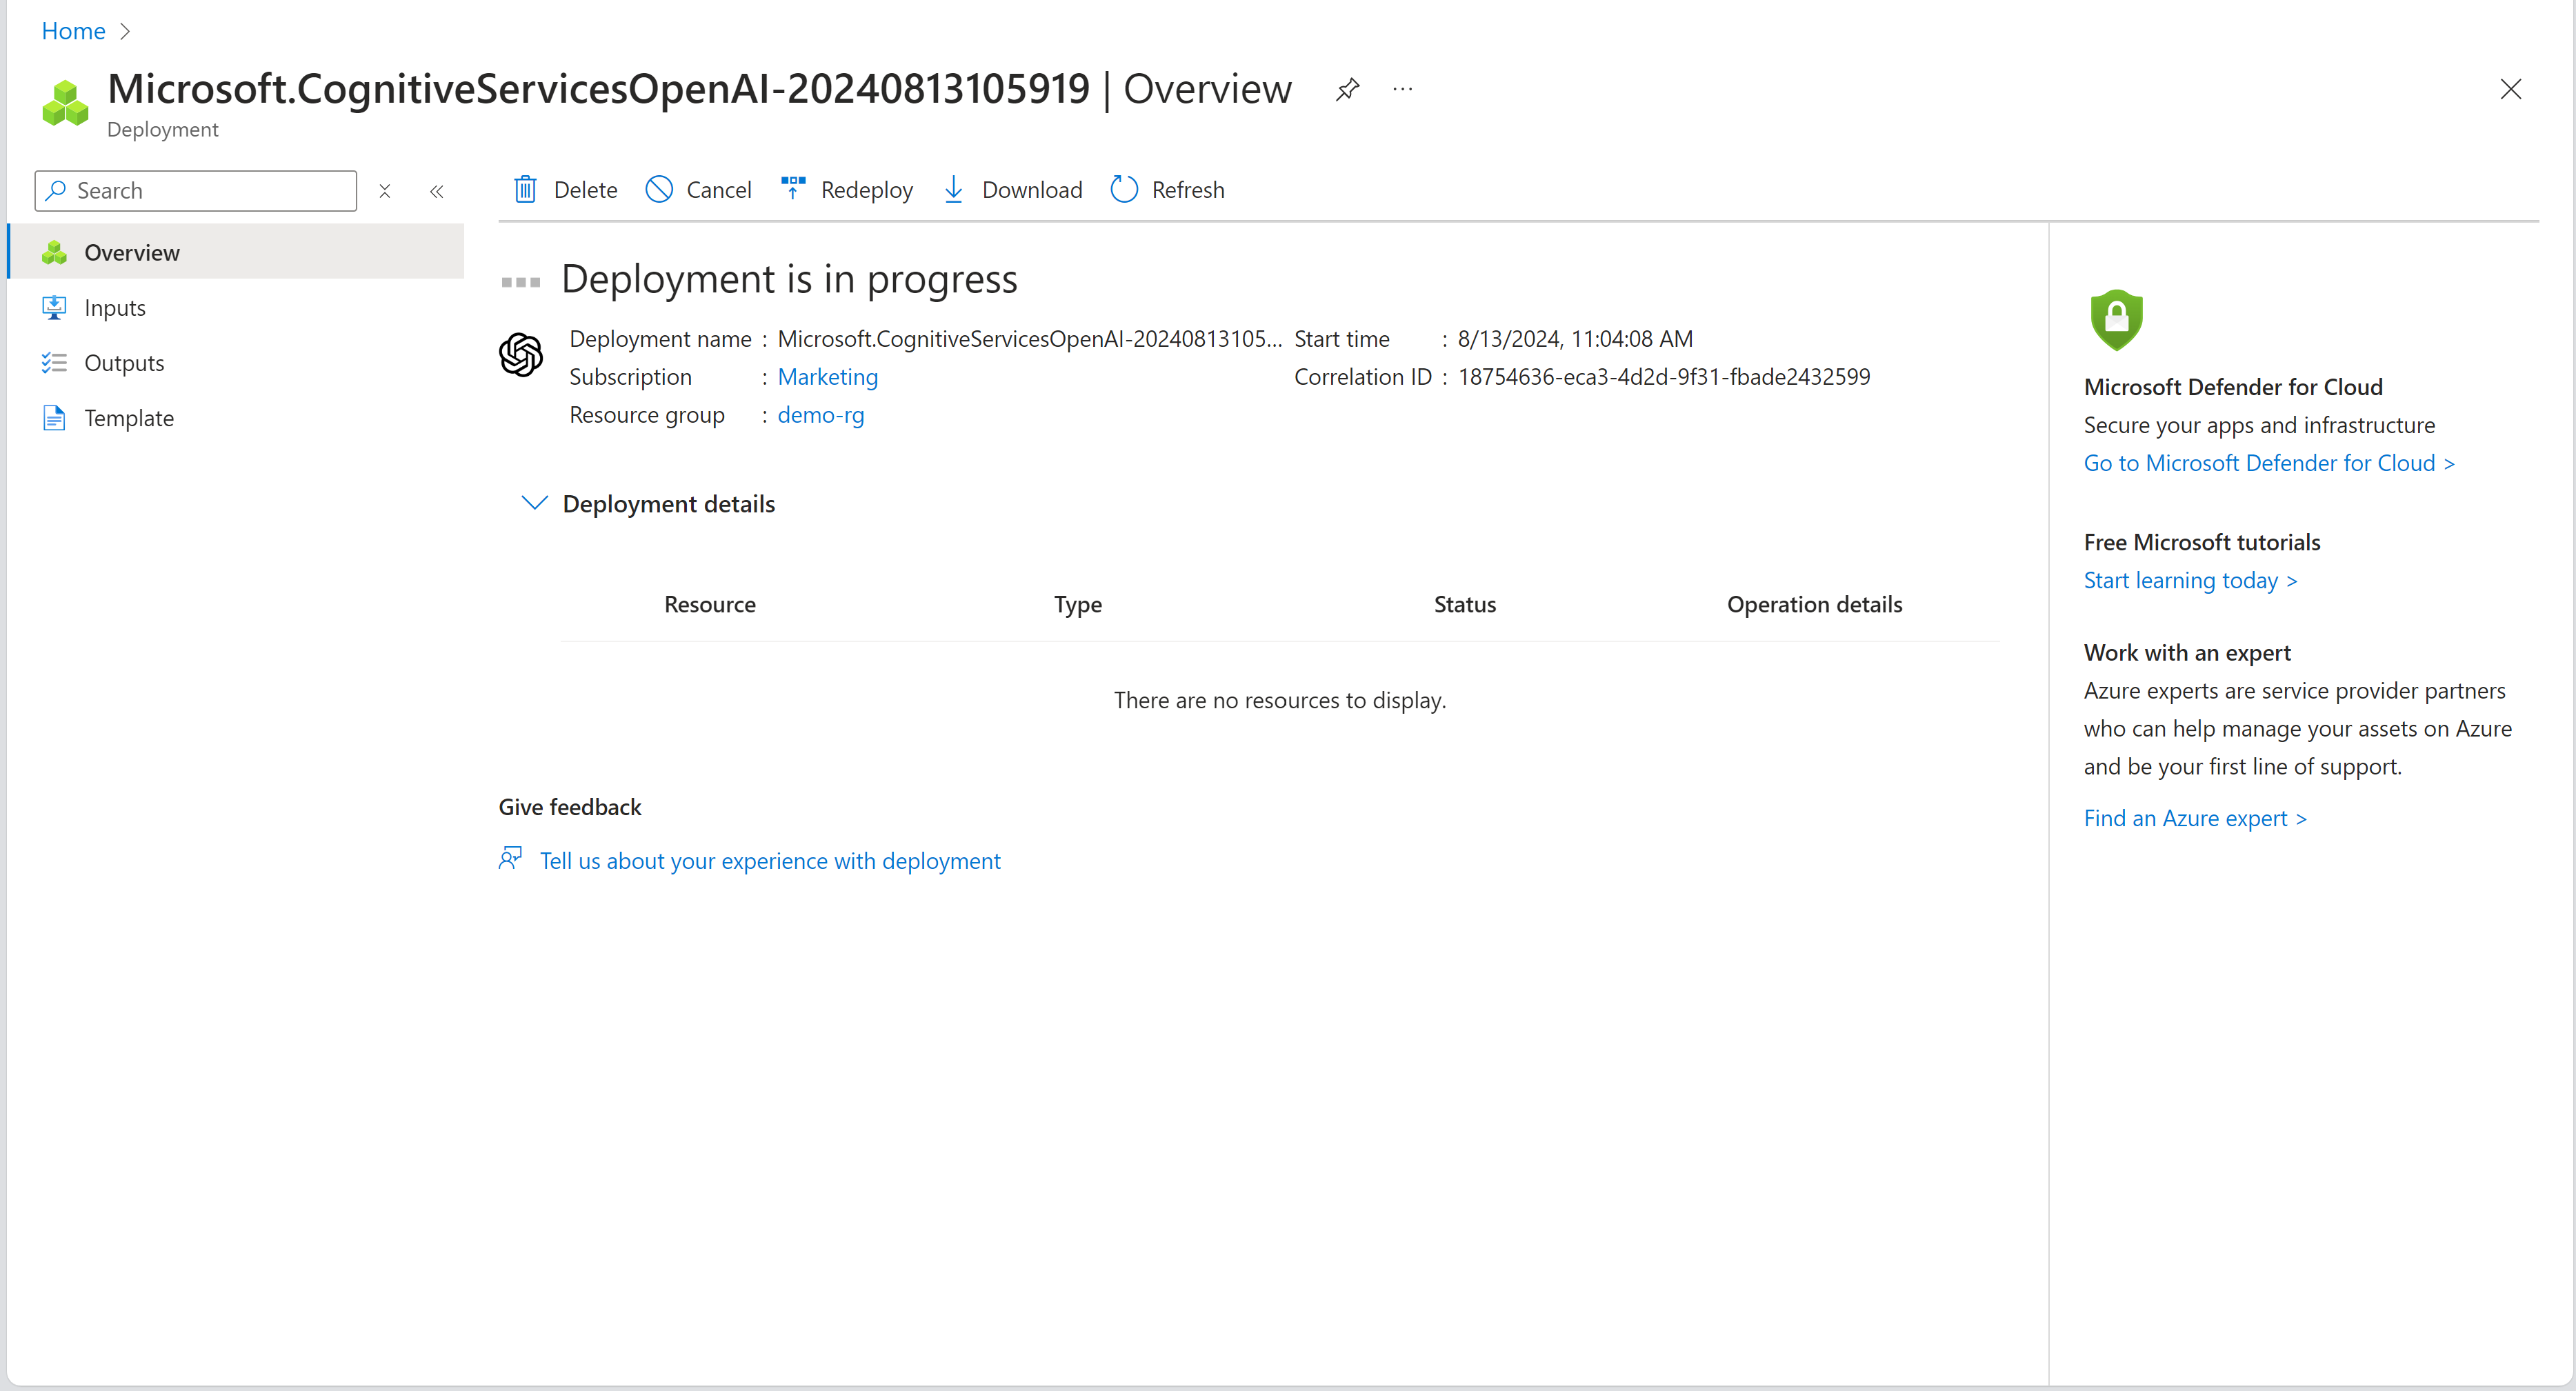 Home
Microsoft.CognitiveServicesOpenAI-20240813105919 | Overview
Deployment
Search
Delete Cancel Redeploy Download Refresh
Overview
Inputs
Outputs
Template
Deployment is in progress
Deployment name : Microsoft.CognitiveServicesOpenAI-20240813105... Start time : 8/13/2024, 11:04:08 AM
Subscription : Marketing Correlation ID : 18754636-eca3-4d2d-9f31-fbade2432599
Resource group : demo-rg
Deployment details
Resource Type Status Operation details
There are no resources to display.
Give feedback
Tell us about your experience with deployment
Microsoft Defender for Cloud
Secure your apps and infrastructure
Go to Microsoft Defender for Cloud >
Free Microsoft tutorials
Start learning today >
Work with an expert
Azure experts are service provider partners
who can help manage your assets on Azure
and be your first line of support.
Find an Azure expert >